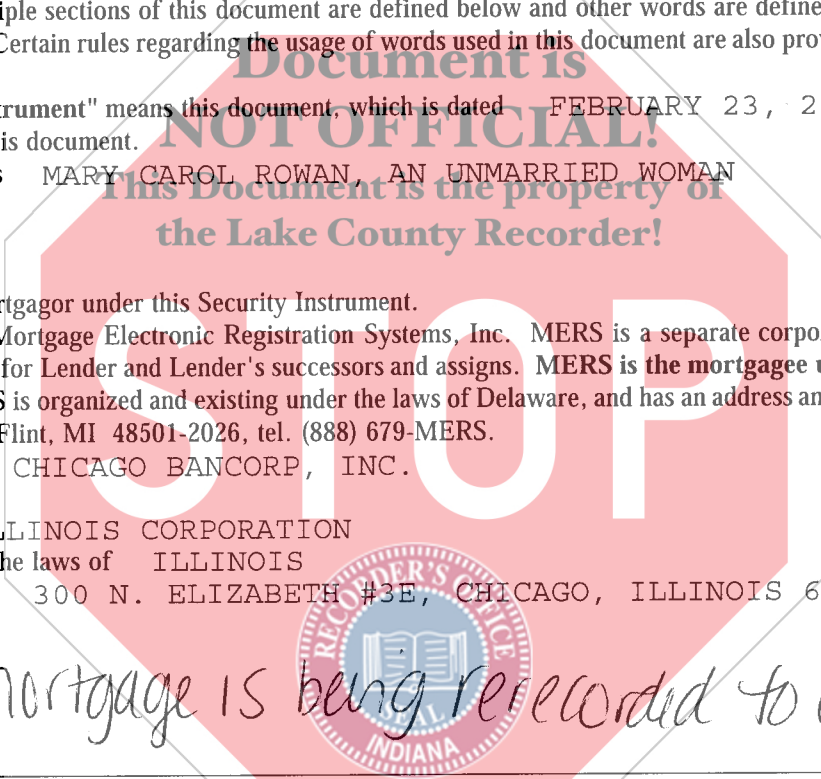 iple sections of this document are defined below and other words are define
Certain rules regarding the usage of words used in this document are also prov
Document is
trument" means this document, which is dated FEBRUARY 23, 2
NOT OFFICIAL!
is document.
s MARY CAROL ROWAN, AN UNMARRIED WOMAN
This Document is the property of
the Lake County Recorder!
rtgagor under this Security Instrument.
Mortgage Electronic Registration Systems, Inc. MERS is a separate corpo
for Lender and Lender's successors and assigns. MERS is the mortgagee u
S is organized and existing under the laws of Delaware, and has an address an
Flint, MI 48501-2026, tel. (888) 679-MERS.
STOP
CHICAGO BANCORP, INC.
LLINOIS CORPORATION
he laws of ILLINOIS
300 N. ELIZABETH #3E, CHICAGO, ILLINOIS 6
RECORDER'S OFFICE
SEAL
INDIANA
mortgage is being rerecorded to